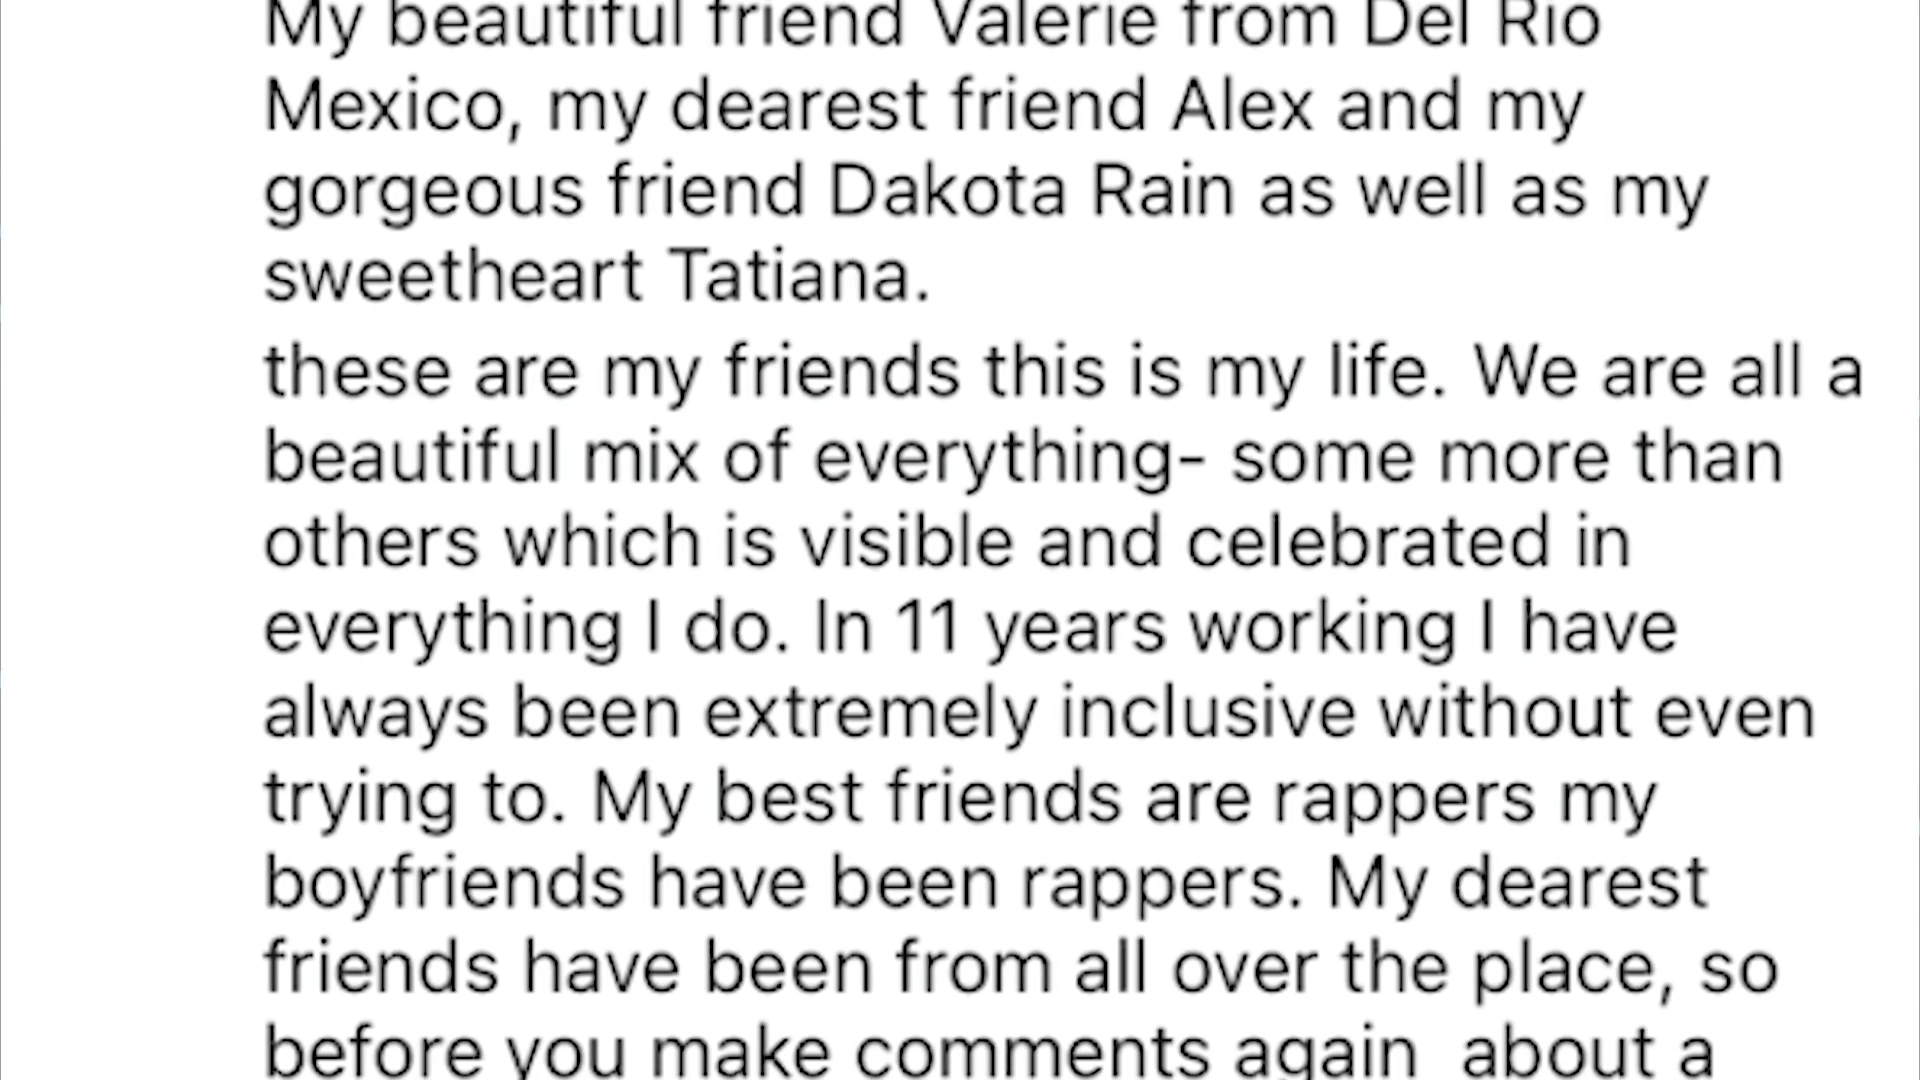 My beautiful friend Valerie from Del Rio
Mexico, my dearest friend Alex and my
gorgeous friend Dakota Rain as well as my
sweetheart Tatiana.
these are my friends this is my life. We are all a
beautiful mix of everything- some more than
others which is visible and celebrated in
everything I do. In 11 years working I have
always been extremely inclusive without even
trying to. My best friends are rappers my
boyfriends have been rappers. My dearest
friends have been from all over the place, so
before you make comments again  about a